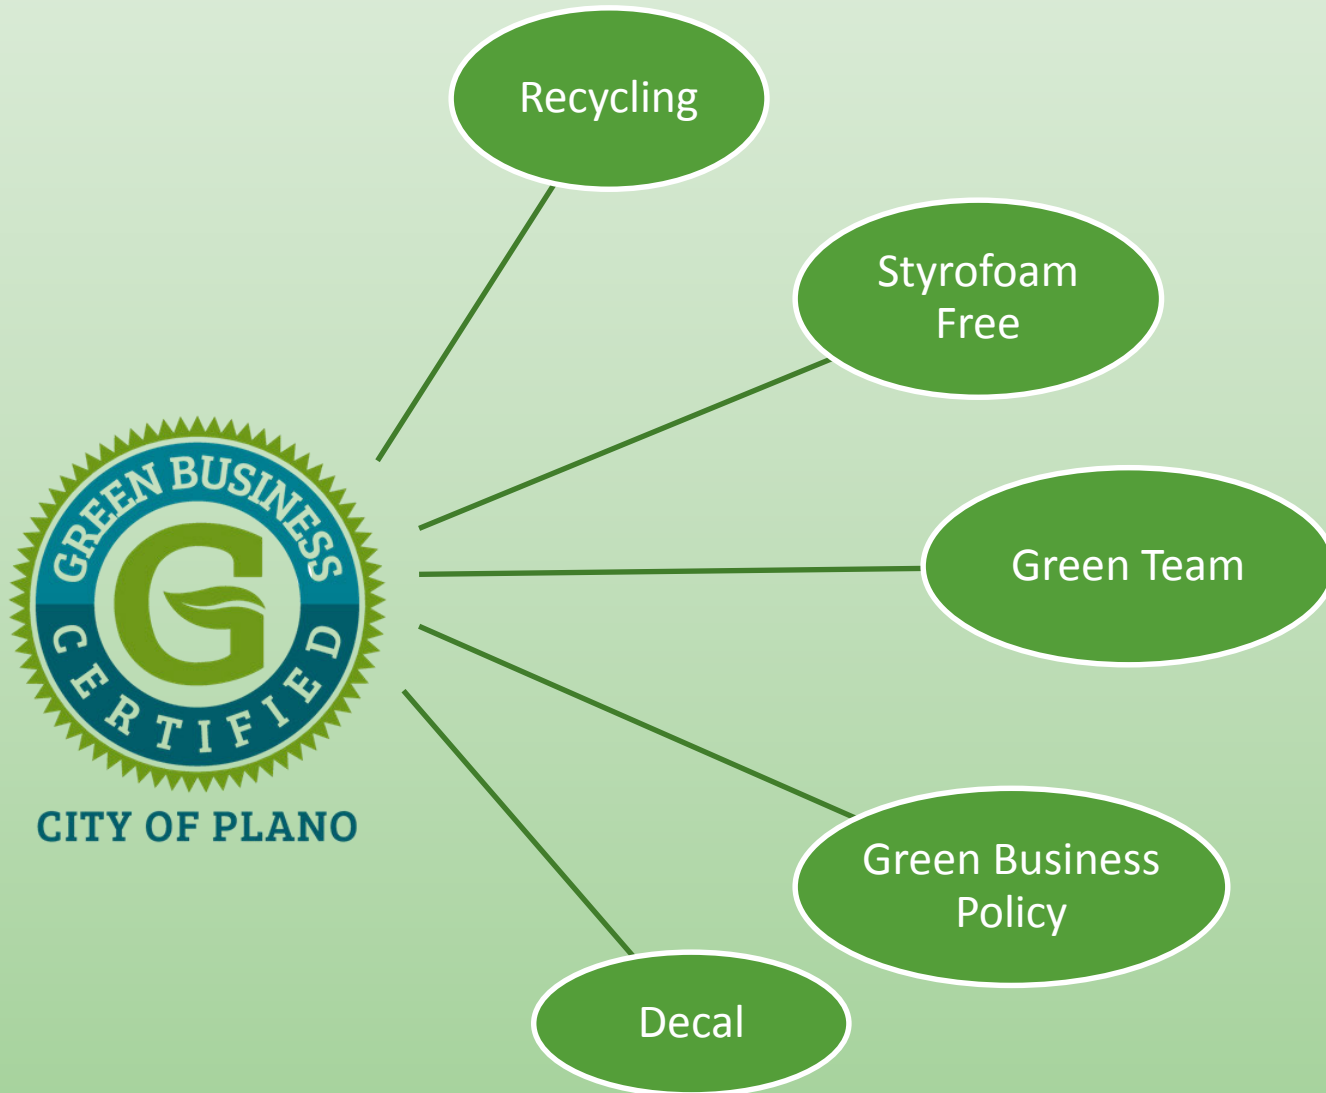 Recycling
Styrofoam
Free
Green Team
GREEN BUSINESS
G
CERTIFIED
CITY OF PLANO
Green Business
Policy
Decal